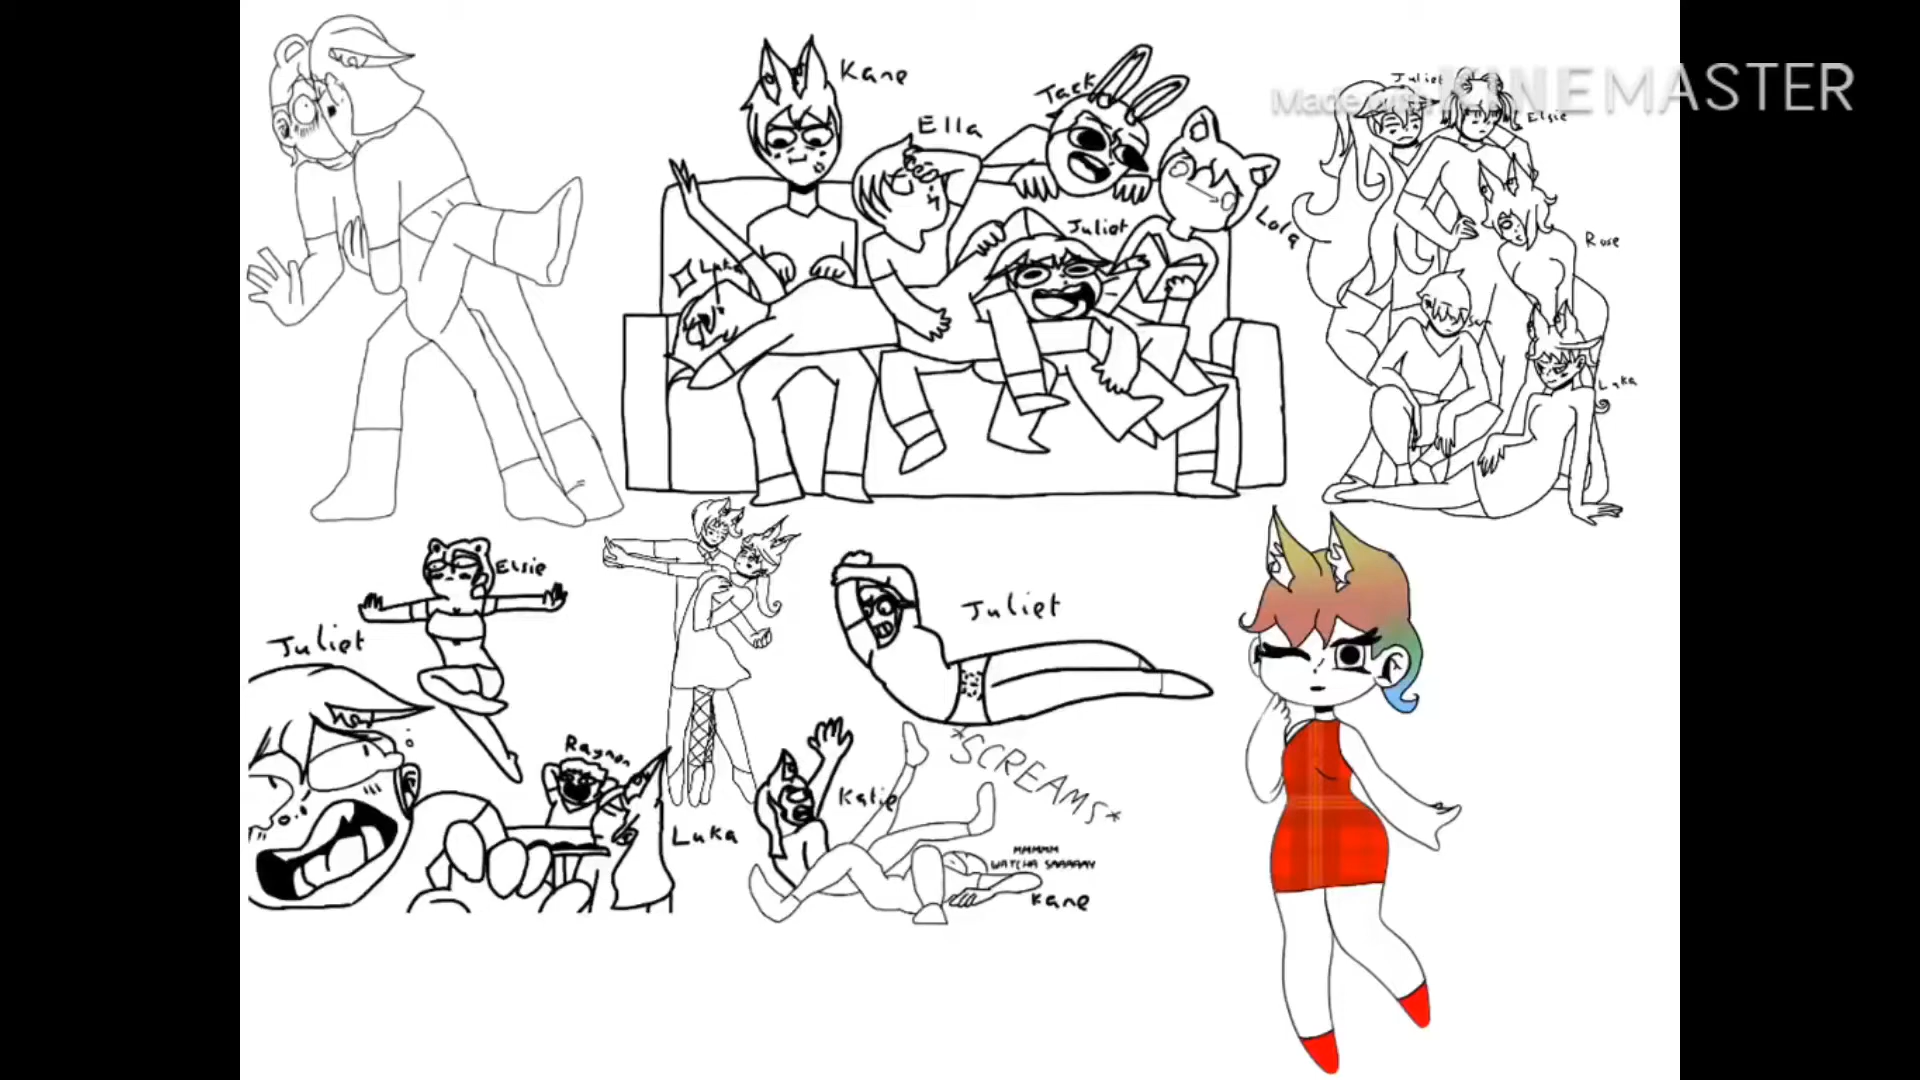 Made with KINEMASTER
Kane
Ella
Jack
Juliet
Lola
Luka
Juliet
Elsie
Rose
Luka
Elsie
Juliet
Juliet
*SCREAMS*
Raymon
Luka
Katie
MMMMM
WATCHA SAAAAAY
Kane